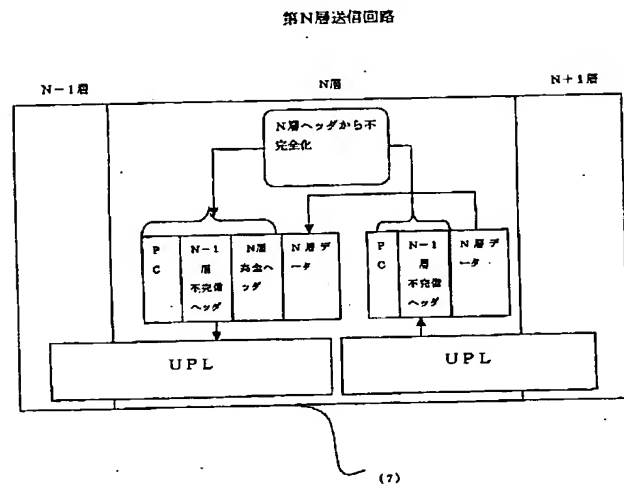 第N層送信回路
N−1層
N層
N+1層
N層ヘッダから不
完全化
P
C
N−1
層
不完備
ヘッダ
N層
完全ヘ
ッダ
N層デ
ータ
P
C
N−1
層
不完備
ヘッダ
N層デ
ータ
UPL
UPL
(7)